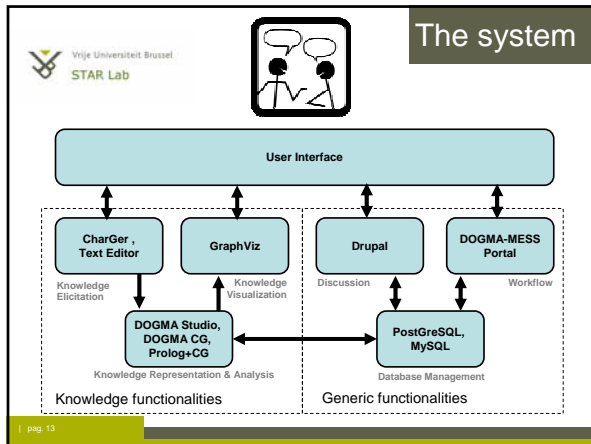 The system
Vrije Universiteit Brussel
STAR Lab
User Interface
CharGer ,
Text Editor
GraphViz
Drupal
DOGMA-MESS
Portal
Knowledge
Elicitation
Knowledge
Visualization
Discussion
Workflow
DOGMA Studio,
DOGMA CG,
Prolog+CG
PostGreSQL,
MySQL
Knowledge Representation & Analysis
Database Management
Knowledge functionalities
Generic functionalities
| pag. 13